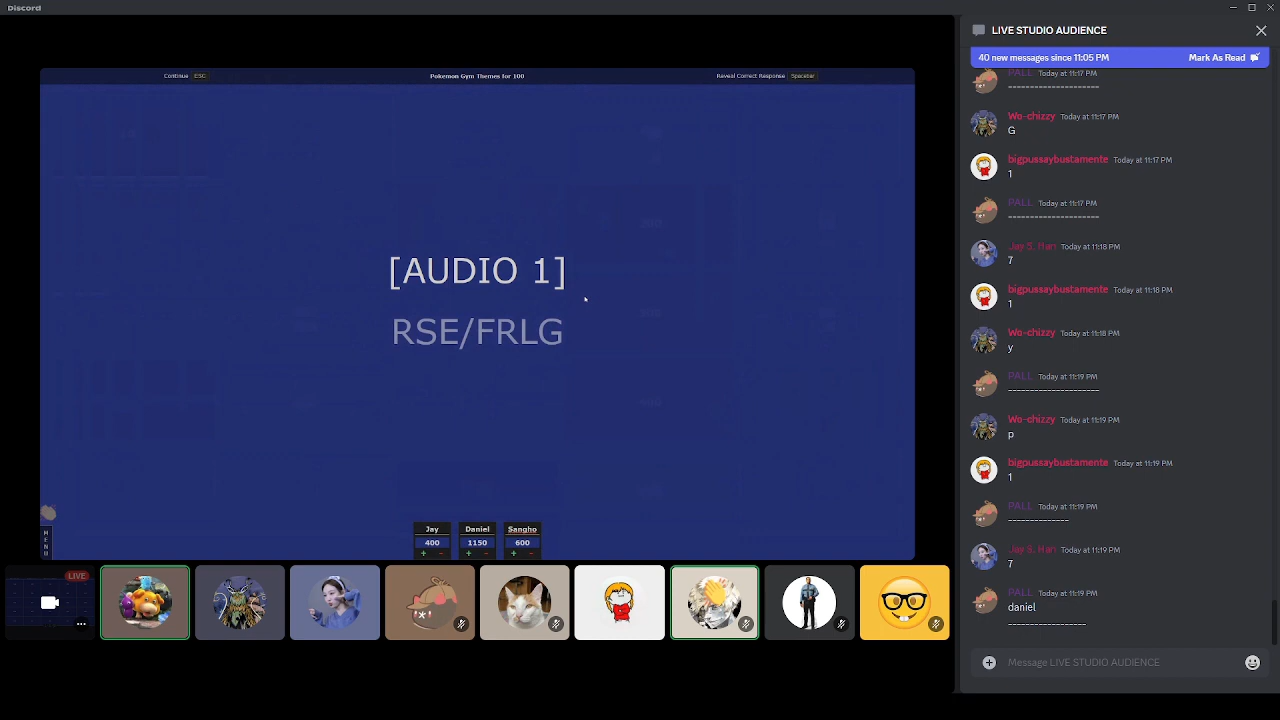 Discord
LIVE STUDIO AUDIENCE
40 new messages since 11:05 PM Mark As Read
Continue ESC Pokemon Gym Themes for 100 Reveal Correct Response Spacebar
[AUDIO 1]
RSE/FRLG
MENU
Jay Daniel Sangho
400 1150 600
+ - + - + -
LIVE
PALL Today at 11:17 PM
----------------------
Wo-chizzy Today at 11:17 PM
G
bigpussaybustamente Today at 11:17 PM
1
PALL Today at 11:17 PM
----------------------
Jay S. Han Today at 11:18 PM
7
bigpussaybustamente Today at 11:18 PM
1
Wo-chizzy Today at 11:18 PM
y
PALL Today at 11:19 PM
----------------------
Wo-chizzy Today at 11:19 PM
p
bigpussaybustamente Today at 11:19 PM
1
PALL Today at 11:19 PM
---------------
Jay S. Han Today at 11:19 PM
7
PALL Today at 11:19 PM
daniel
-------------------
Message LIVE STUDIO AUDIENCE